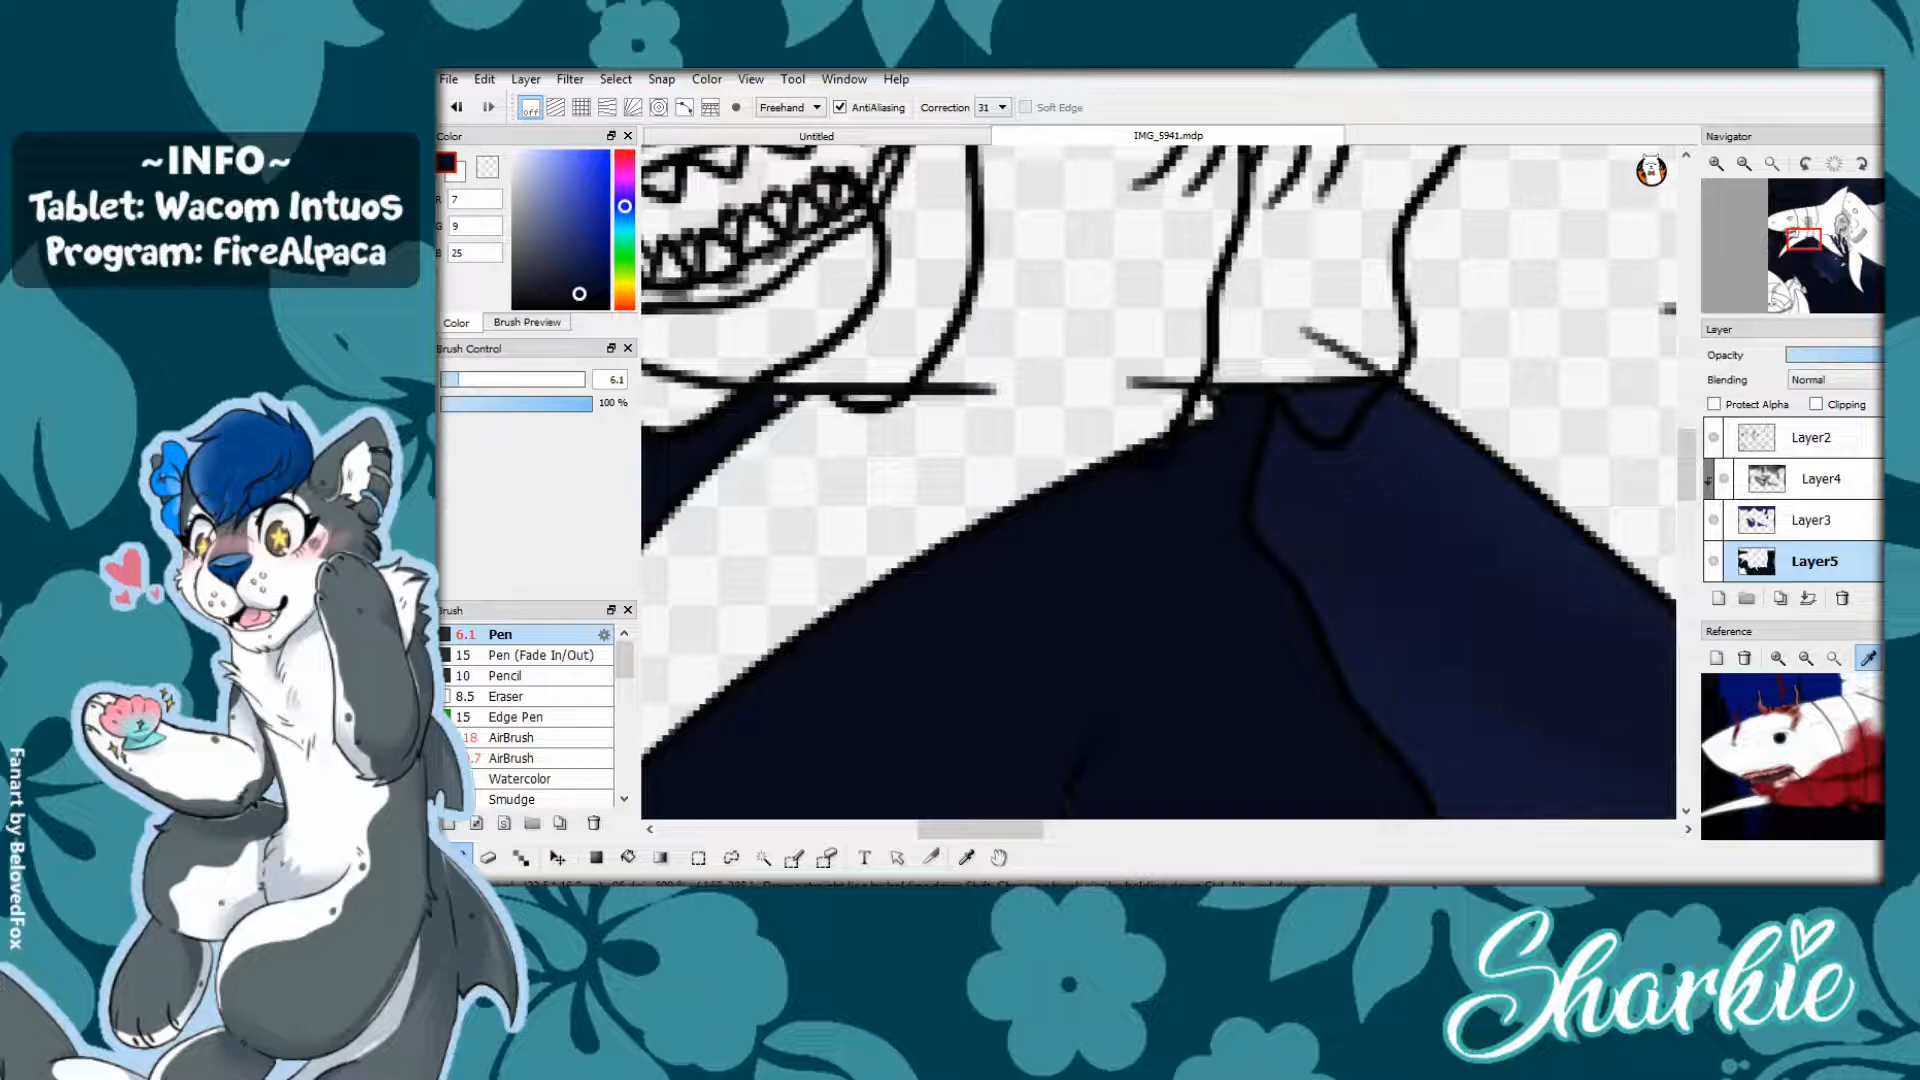 ~INFO~
Tablet: Wacom Intuos
Program: FireAlpaca
File Edit Layer Filter Select Snap Color View Tool Window Help
off Freehand AntiAliasing Correction 31 Soft Edge
Color
Untitled
IMG_5941.mdp
Navigator
R 7
G 9
B 25
Color Brush Preview
Brush Control
6.1
100 %
Brush
6.1 Pen
15 Pen (Fade In/Out)
10 Pencil
8.5 Eraser
15 Edge Pen
18 AirBrush
.7 AirBrush
Watercolor
Smudge
Layer
Opacity
Blending Normal
Protect Alpha Clipping
Layer2
Layer4
Layer3
Layer5
Reference
Fanart by BelovedFox
Sharkie